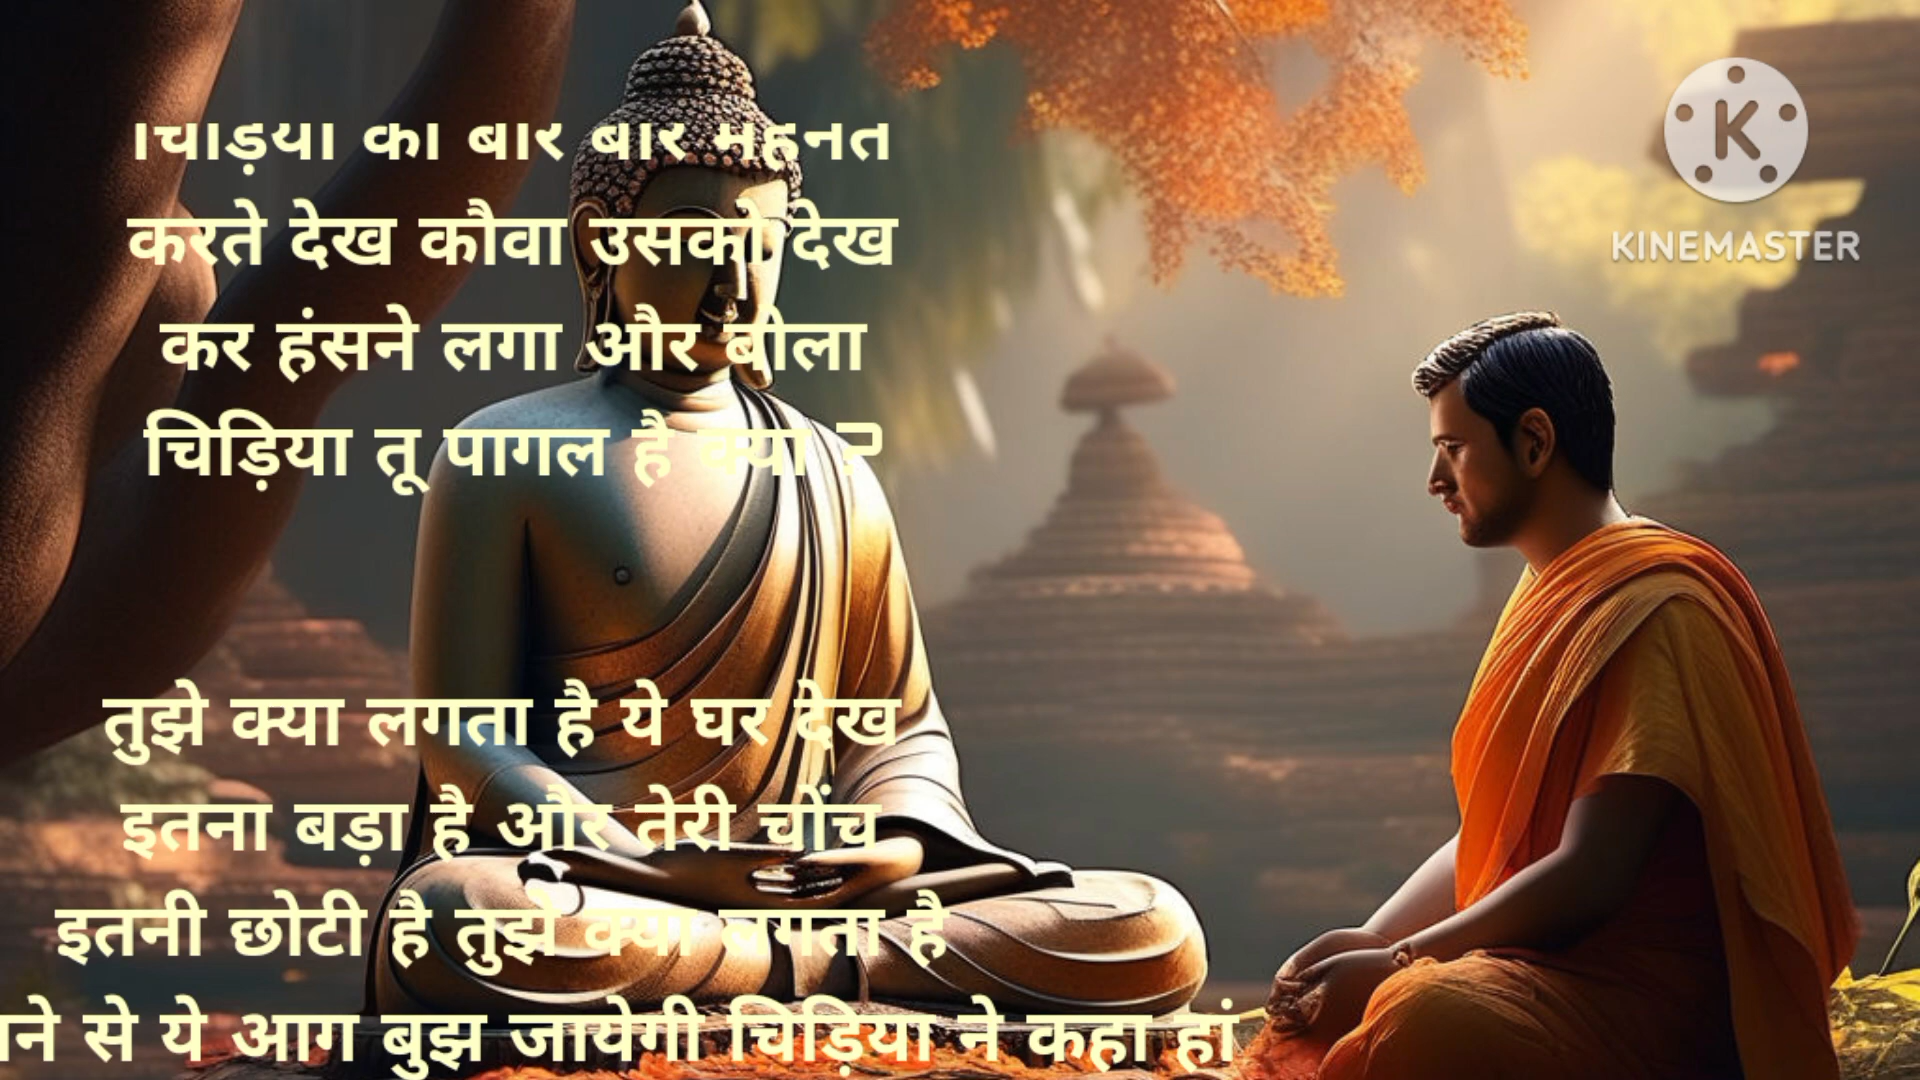 चिड़िया को बार बार मेहनत
करते देख कौवा उसको देख
कर हंसने लगा और बोला
चिड़िया तू पागल है क्या ?
तुझे क्या लगता है ये घर देख
इतना बड़ा है और तेरी चोंच
इतनी छोटी है तुझे क्या लगता है
से ये आग बुझ जायेगी चिड़िया ने कहा हां
K
KINEMASTER